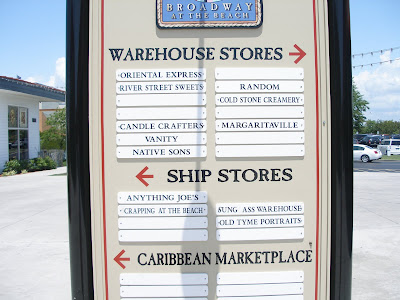 BROADWAY
AT THE BEACH
WAREHOUSE STORES
ORIENTAL EXPRESS
RIVER STREET SWEETS
CANDLE CRAFTERS
VANITY
NATIVE SONS
RANDOM
COLD STONE CREAMERY
MARGARITAVILLE
SHIP STORES
ANYTHING JOE'S
CRAPPING AT THE BEACH
SUNG ASS WAREHOUSE
OLD TYME PORTRAITS
CARIBBEAN MARKETPLACE